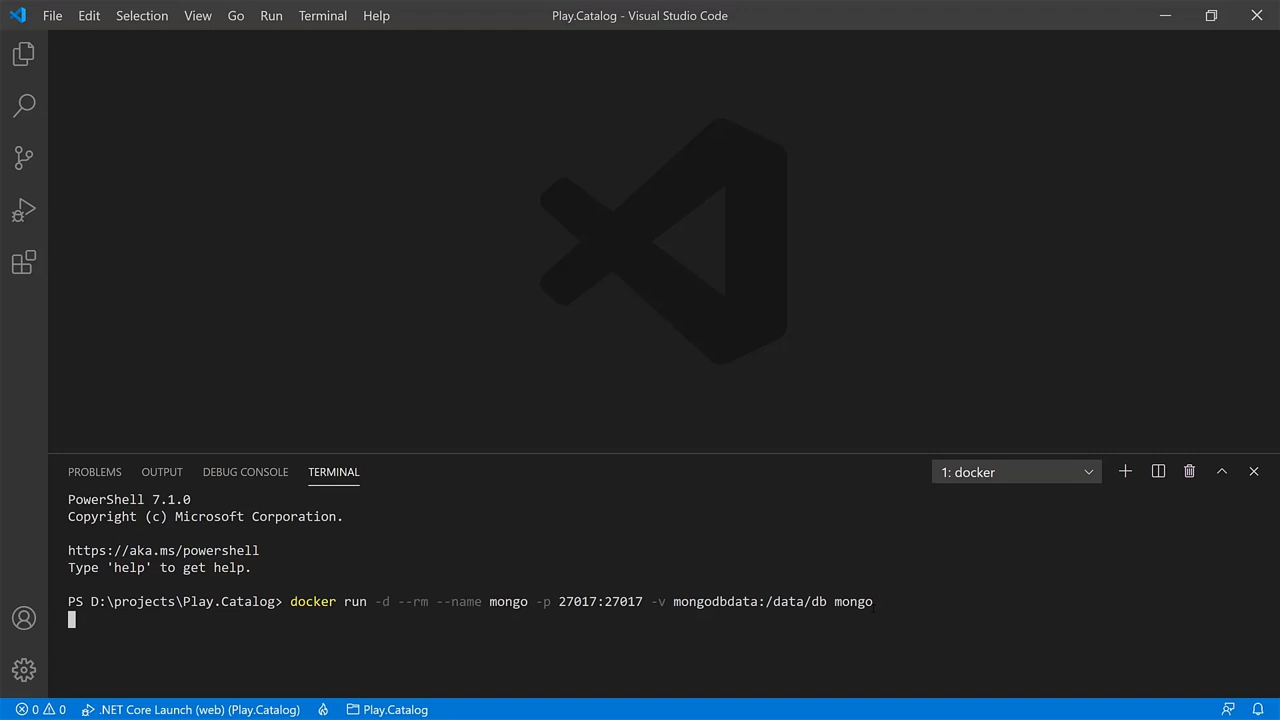 File Edit Selection View Go Run Terminal Help Play.Catalog - Visual Studio Code
PROBLEMS OUTPUT DEBUG CONSOLE TERMINAL 1: docker
PowerShell 7.1.0
Copyright (c) Microsoft Corporation.
https://aka.ms/powershell
Type 'help' to get help.
PS D:\projects\Play.Catalog> docker run -d --rm --name mongo -p 27017:27017 -v mongodbdata:/data/db mongo
0 0 .NET Core Launch (web) (Play.Catalog) Play.Catalog